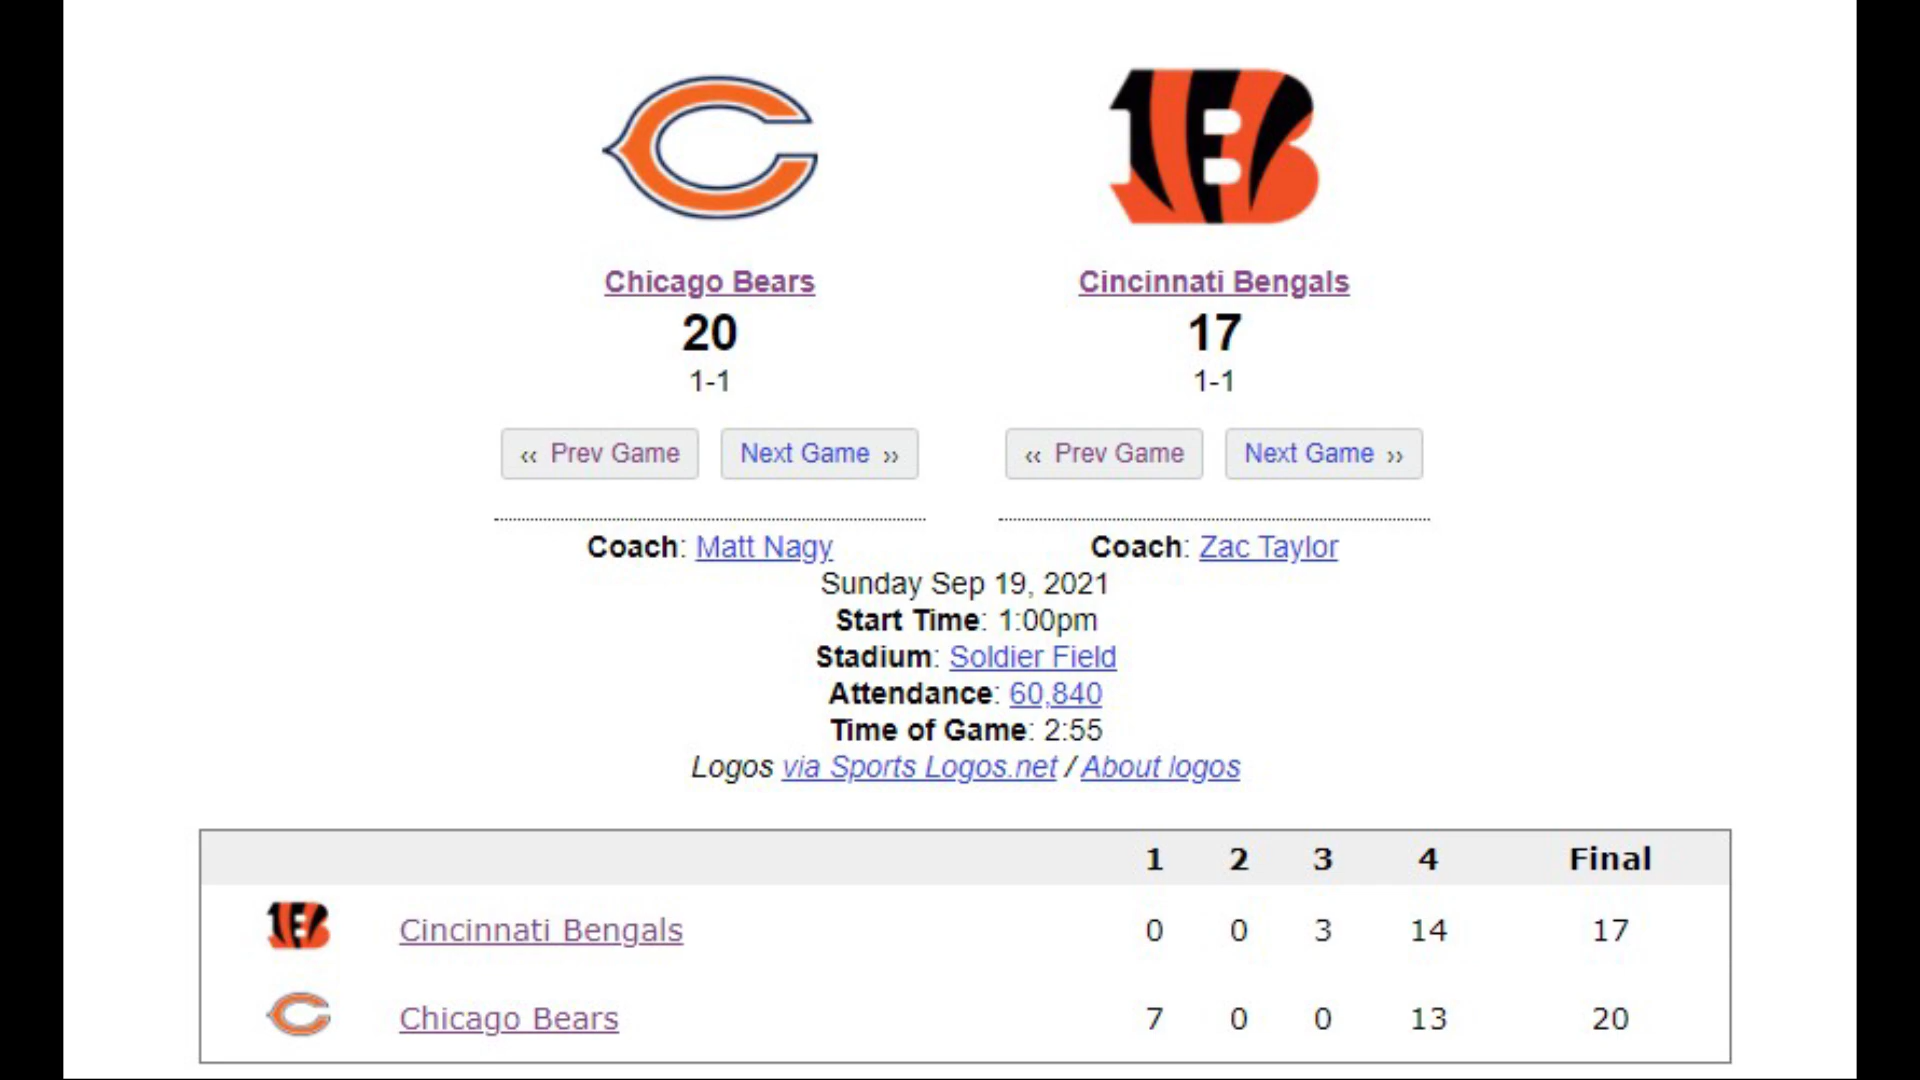 Chicago Bears Cincinnati Bengals
20 17
1-1 1-1
‹‹ Prev Game Next Game ›› ‹‹ Prev Game Next Game ››
Coach: Matt Nagy Coach: Zac Taylor
Sunday Sep 19, 2021
Start Time: 1:00pm
Stadium: Soldier Field
Attendance: 60,840
Time of Game: 2:55
Logos via Sports Logos.net / About logos
1 2 3 4 Final
Cincinnati Bengals 0 0 3 14 17
Chicago Bears 7 0 0 13 20